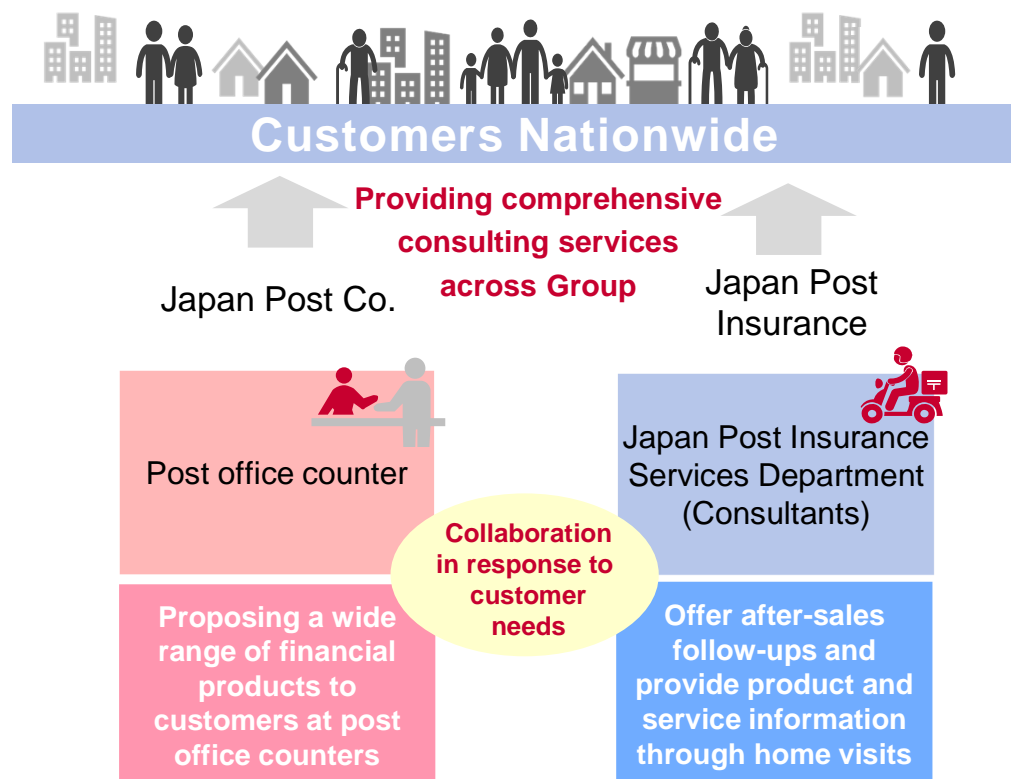 Customers Nationwide
Providing comprehensive
consulting services
across Group
Japan Post Co.
Japan Post
Insurance
Post office counter
Japan Post Insurance
Services Department
(Consultants)
〒
Collaboration
in response to
customer
needs
Proposing a wide
range of financial
products to
customers at post
office counters
Offer after-sales
follow-ups and
provide product and
service information
through home visits